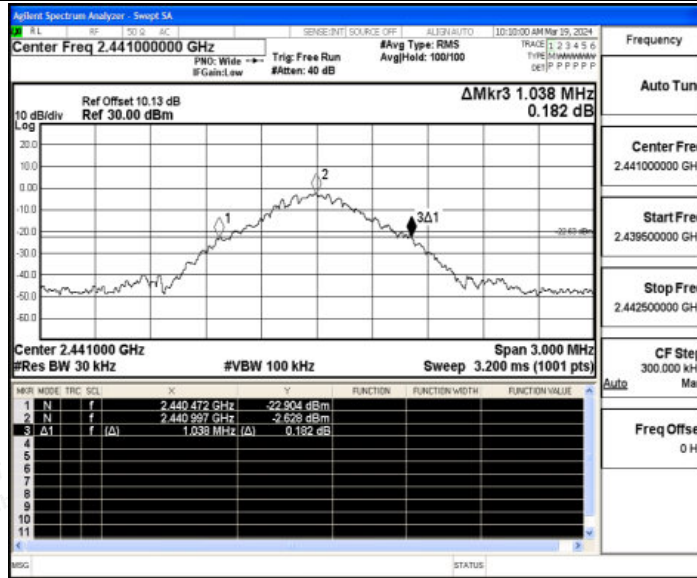 Agilent Spectrum Analyzer - Swept SA
RL RF 50 Ω AC SENSE:INT SOURCE OFF ALIGN AUTO 10:10:00 AM Mar 19, 2024
Center Freq 2.441000000 GHz
PNO: Wide
IFGain:Low
Trig: Free Run
#Atten: 40 dB
#Avg Type: RMS
Avg|Hold: 100/100
TRACE 1 2 3 4 5 6
TYPE MWWWWW
DET P P P P P P
Ref Offset 10.13 dB
10 dB/div Ref 30.00 dBm
Log
ΔMkr3 1.038 MHz
0.182 dB
20.0
10.0
0.00
-10.0
-20.0
-30.0
-40.0
-50.0
-60.0
1
2
3Δ1
-22.63 dBm
Center 2.441000 GHz Span 3.000 MHz
#Res BW 30 kHz #VBW 100 kHz Sweep 3.200 ms (1001 pts)
MKR MODE TRC SCL X Y FUNCTION FUNCTION WIDTH FUNCTION VALUE
1 N f 2.440 472 GHz -22.904 dBm
2 N f 2.440 997 GHz -2.628 dBm
3 Δ1 f (Δ) 1.038 MHz (Δ) 0.182 dB
4
5
6
7
8
9
10
11
MSG STATUS
Frequency
Auto Tun
Center Fre
2.441000000 GH
Start Fre
2.439500000 GH
Stop Fre
2.442500000 GH
CF Ste
300.000 kH
Auto Ma
Freq Offse
0 H